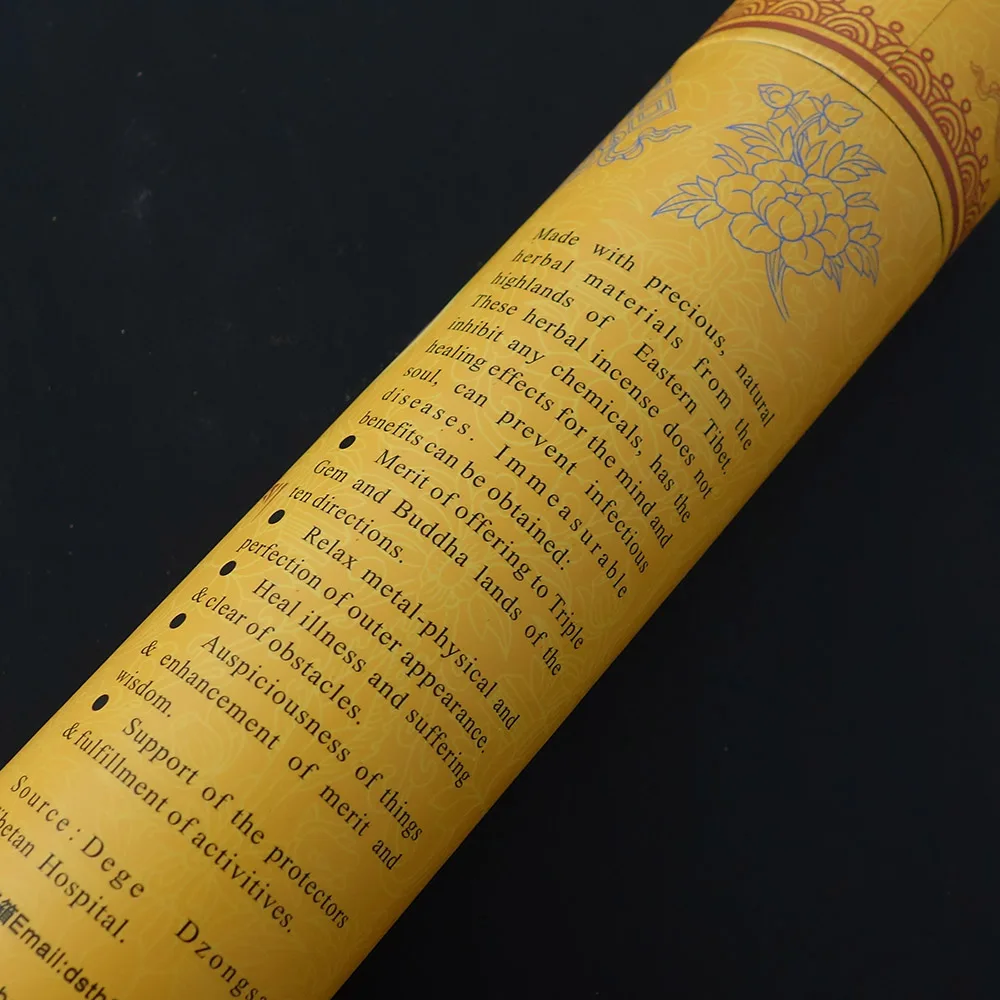 Made with precious, natural
herbal materials from the
highlands of Eastern Tibet.
These herbal incense does not
inhibit any chemicals, has the
healing effects for the mind and
soul, can prevent infectious
diseases. Immeasurable
benefits can be obtained:
● Merit of offering to Triple
Gem and Buddha lands of the
ten directions.
● Relax metal-physical and
perfection of outer appearance.
● Heal illness and suffering
& clear of obstacles.
● Auspiciousness of things
& enhancement of merit and
wisdom.
● Support of the protectors
& fulfillment of activitives.
Source: Dege
Hospital.
Email: